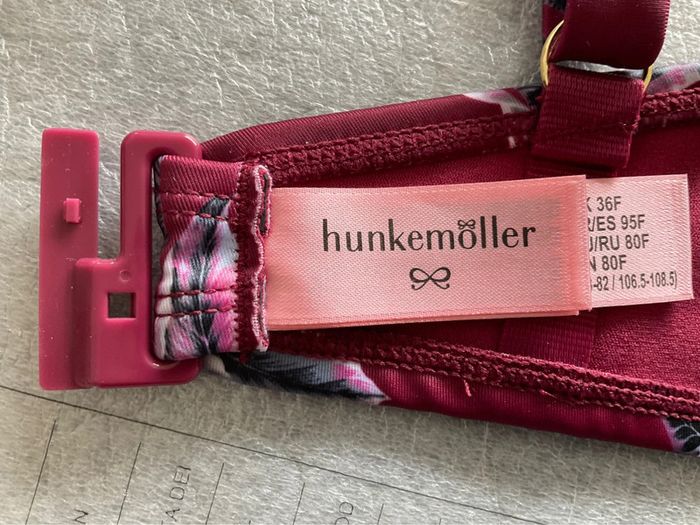 hunkemöller
36F
/ES 95F
/RU 80F
80F
-82 / 106.5-108.5)